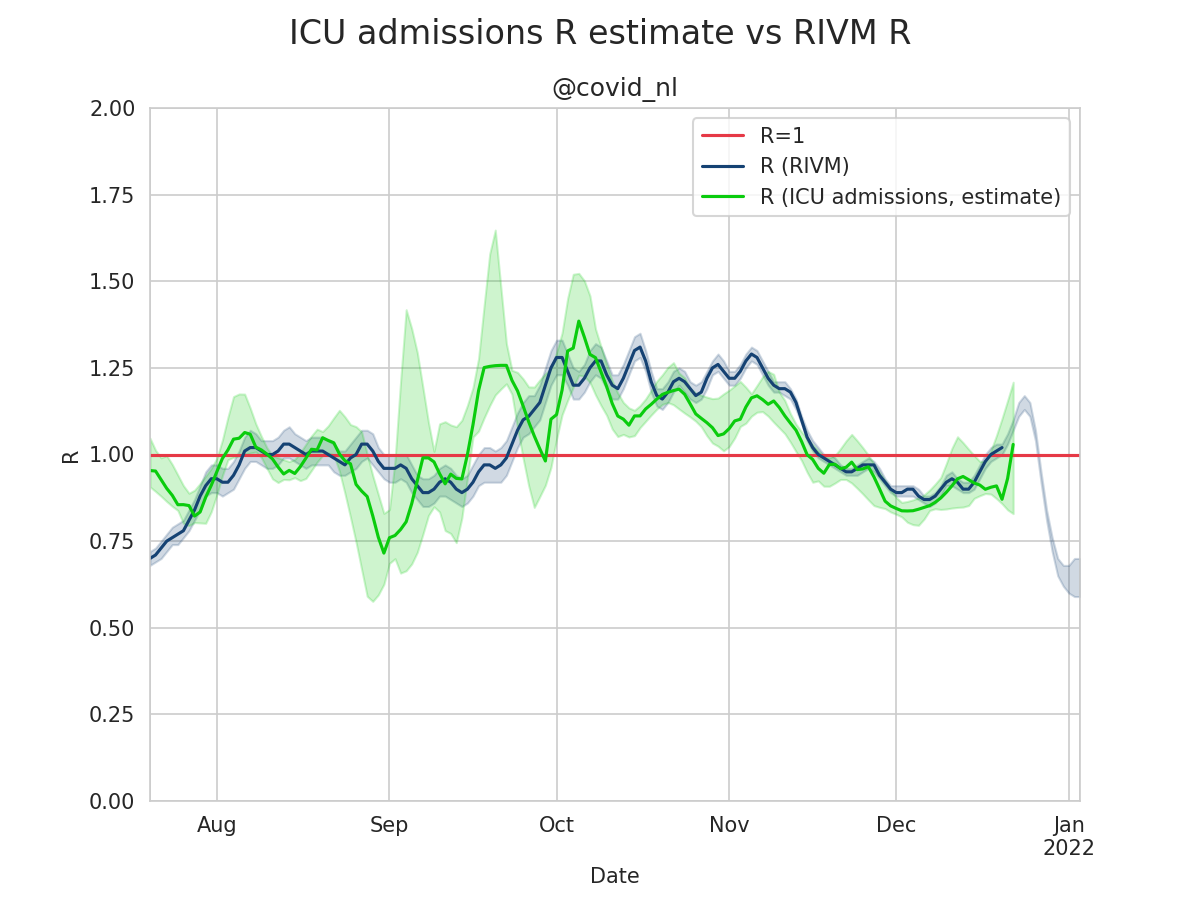 ICU admissions R estimate vs RIVM R
@covid_nl
2.00
1.75
1.50
1.25
1.00
0.75
0.50
0.25
0.00
R
R=1
R (RIVM)
R (ICU admissions, estimate)
Aug Sep Oct Nov Dec Jan
2022
Date